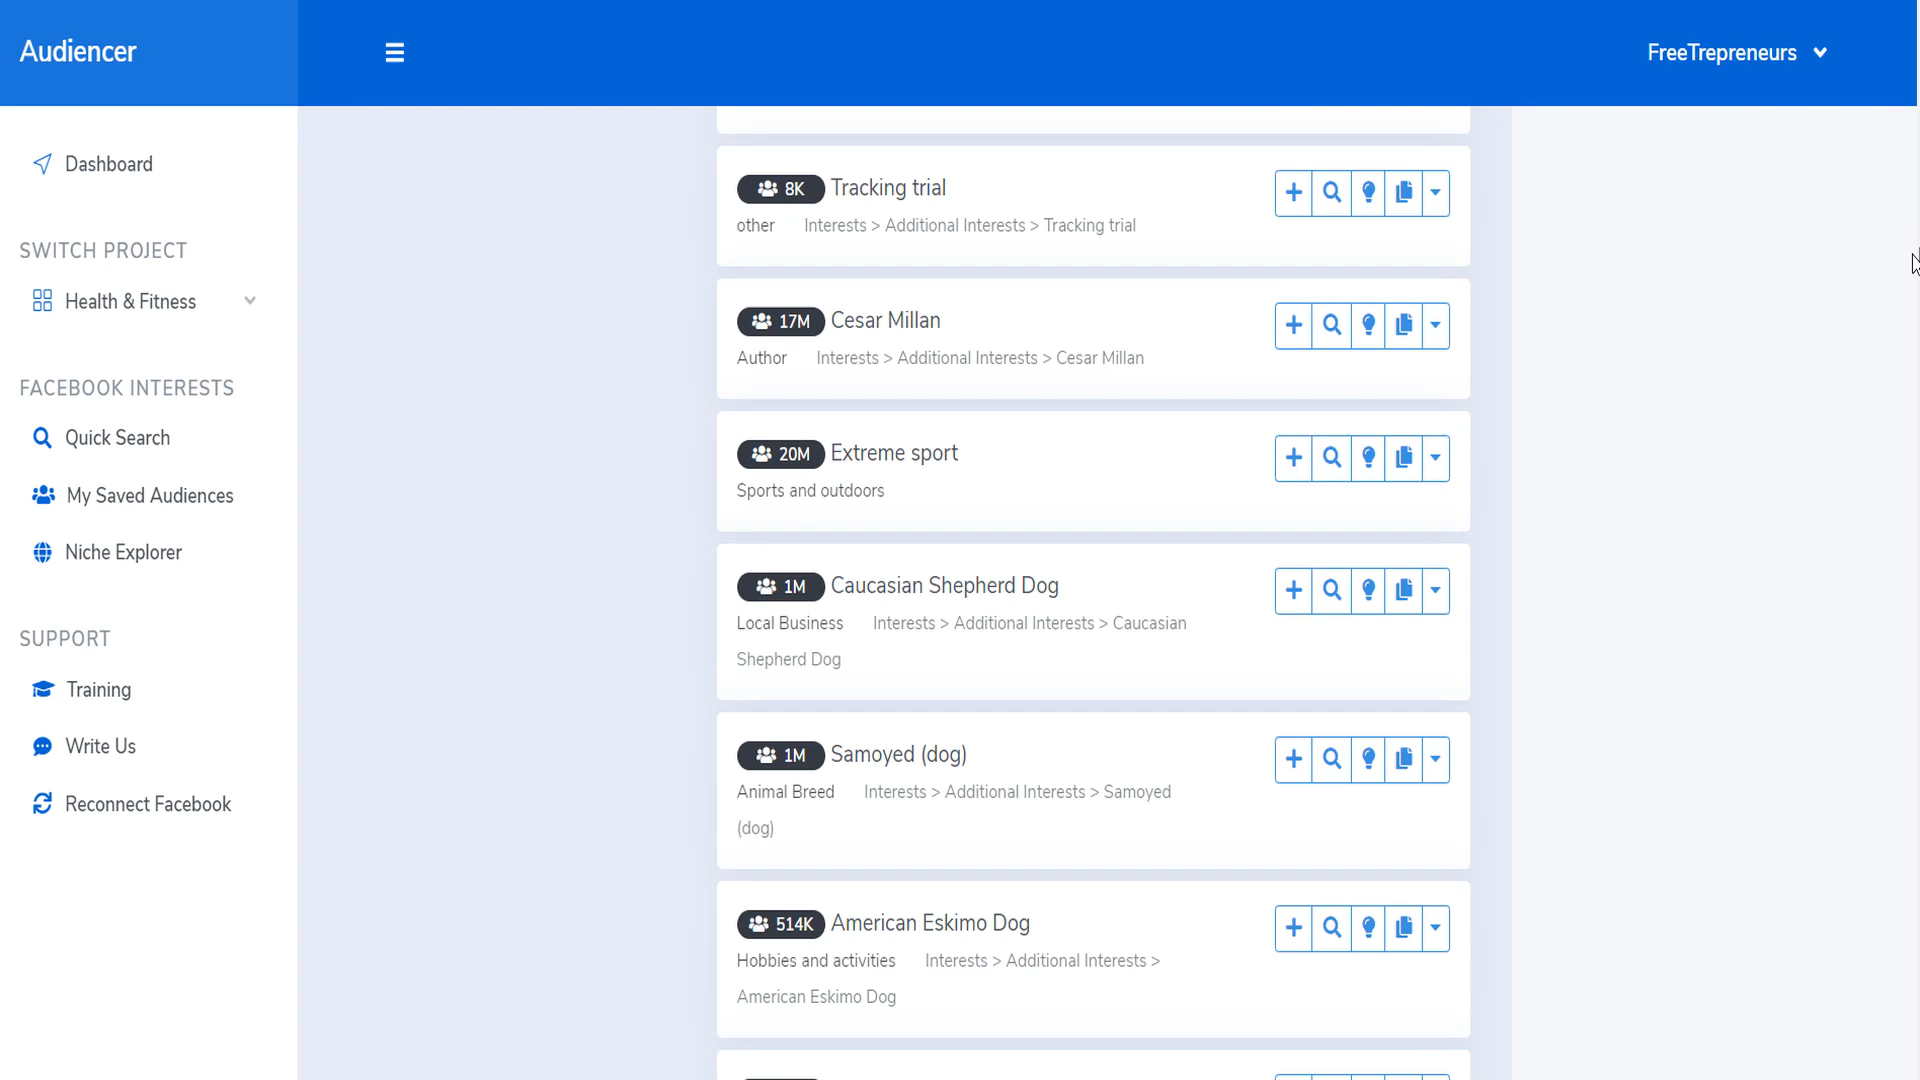 Audiencer
FreeTrepreneurs
Dashboard
SWITCH PROJECT
Health & Fitness
FACEBOOK INTERESTS
Quick Search
My Saved Audiences
Niche Explorer
SUPPORT
Training
Write Us
Reconnect Facebook
8K Tracking trial
other Interests > Additional Interests > Tracking trial
17M Cesar Millan
Author Interests > Additional Interests > Cesar Millan
20M Extreme sport
Sports and outdoors
1M Caucasian Shepherd Dog
Local Business Interests > Additional Interests > Caucasian
Shepherd Dog
1M Samoyed (dog)
Animal Breed Interests > Additional Interests > Samoyed
(dog)
514K American Eskimo Dog
Hobbies and activities Interests > Additional Interests >
American Eskimo Dog